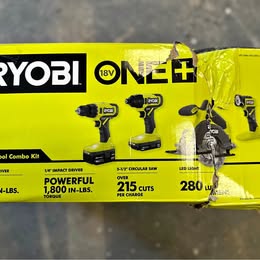 RYOBI 18V ONE+
ool Combo Kit
RIVER
N-LBS.
1/4" IMPACT DRIVER
POWERFUL
1,800 IN-LBS.
TORQUE
5-1/2" CIRCULAR SAW
OVER
215 CUTS
PER CHARGE
LED LIGHT
280 LU